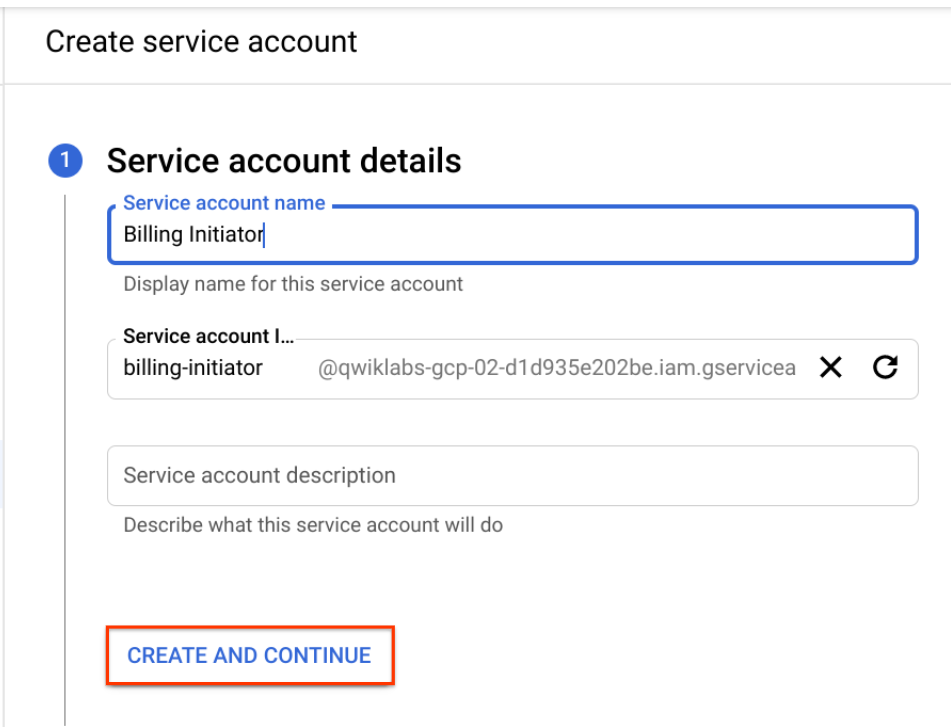 Create service account
1 Service account details
Service account name
Billing Initiator
Display name for this service account
Service account I...
billing-initiator @qwiklabs-gcp-02-d1d935e202be.iam.gservicea
Service account description
Describe what this service account will do
CREATE AND CONTINUE